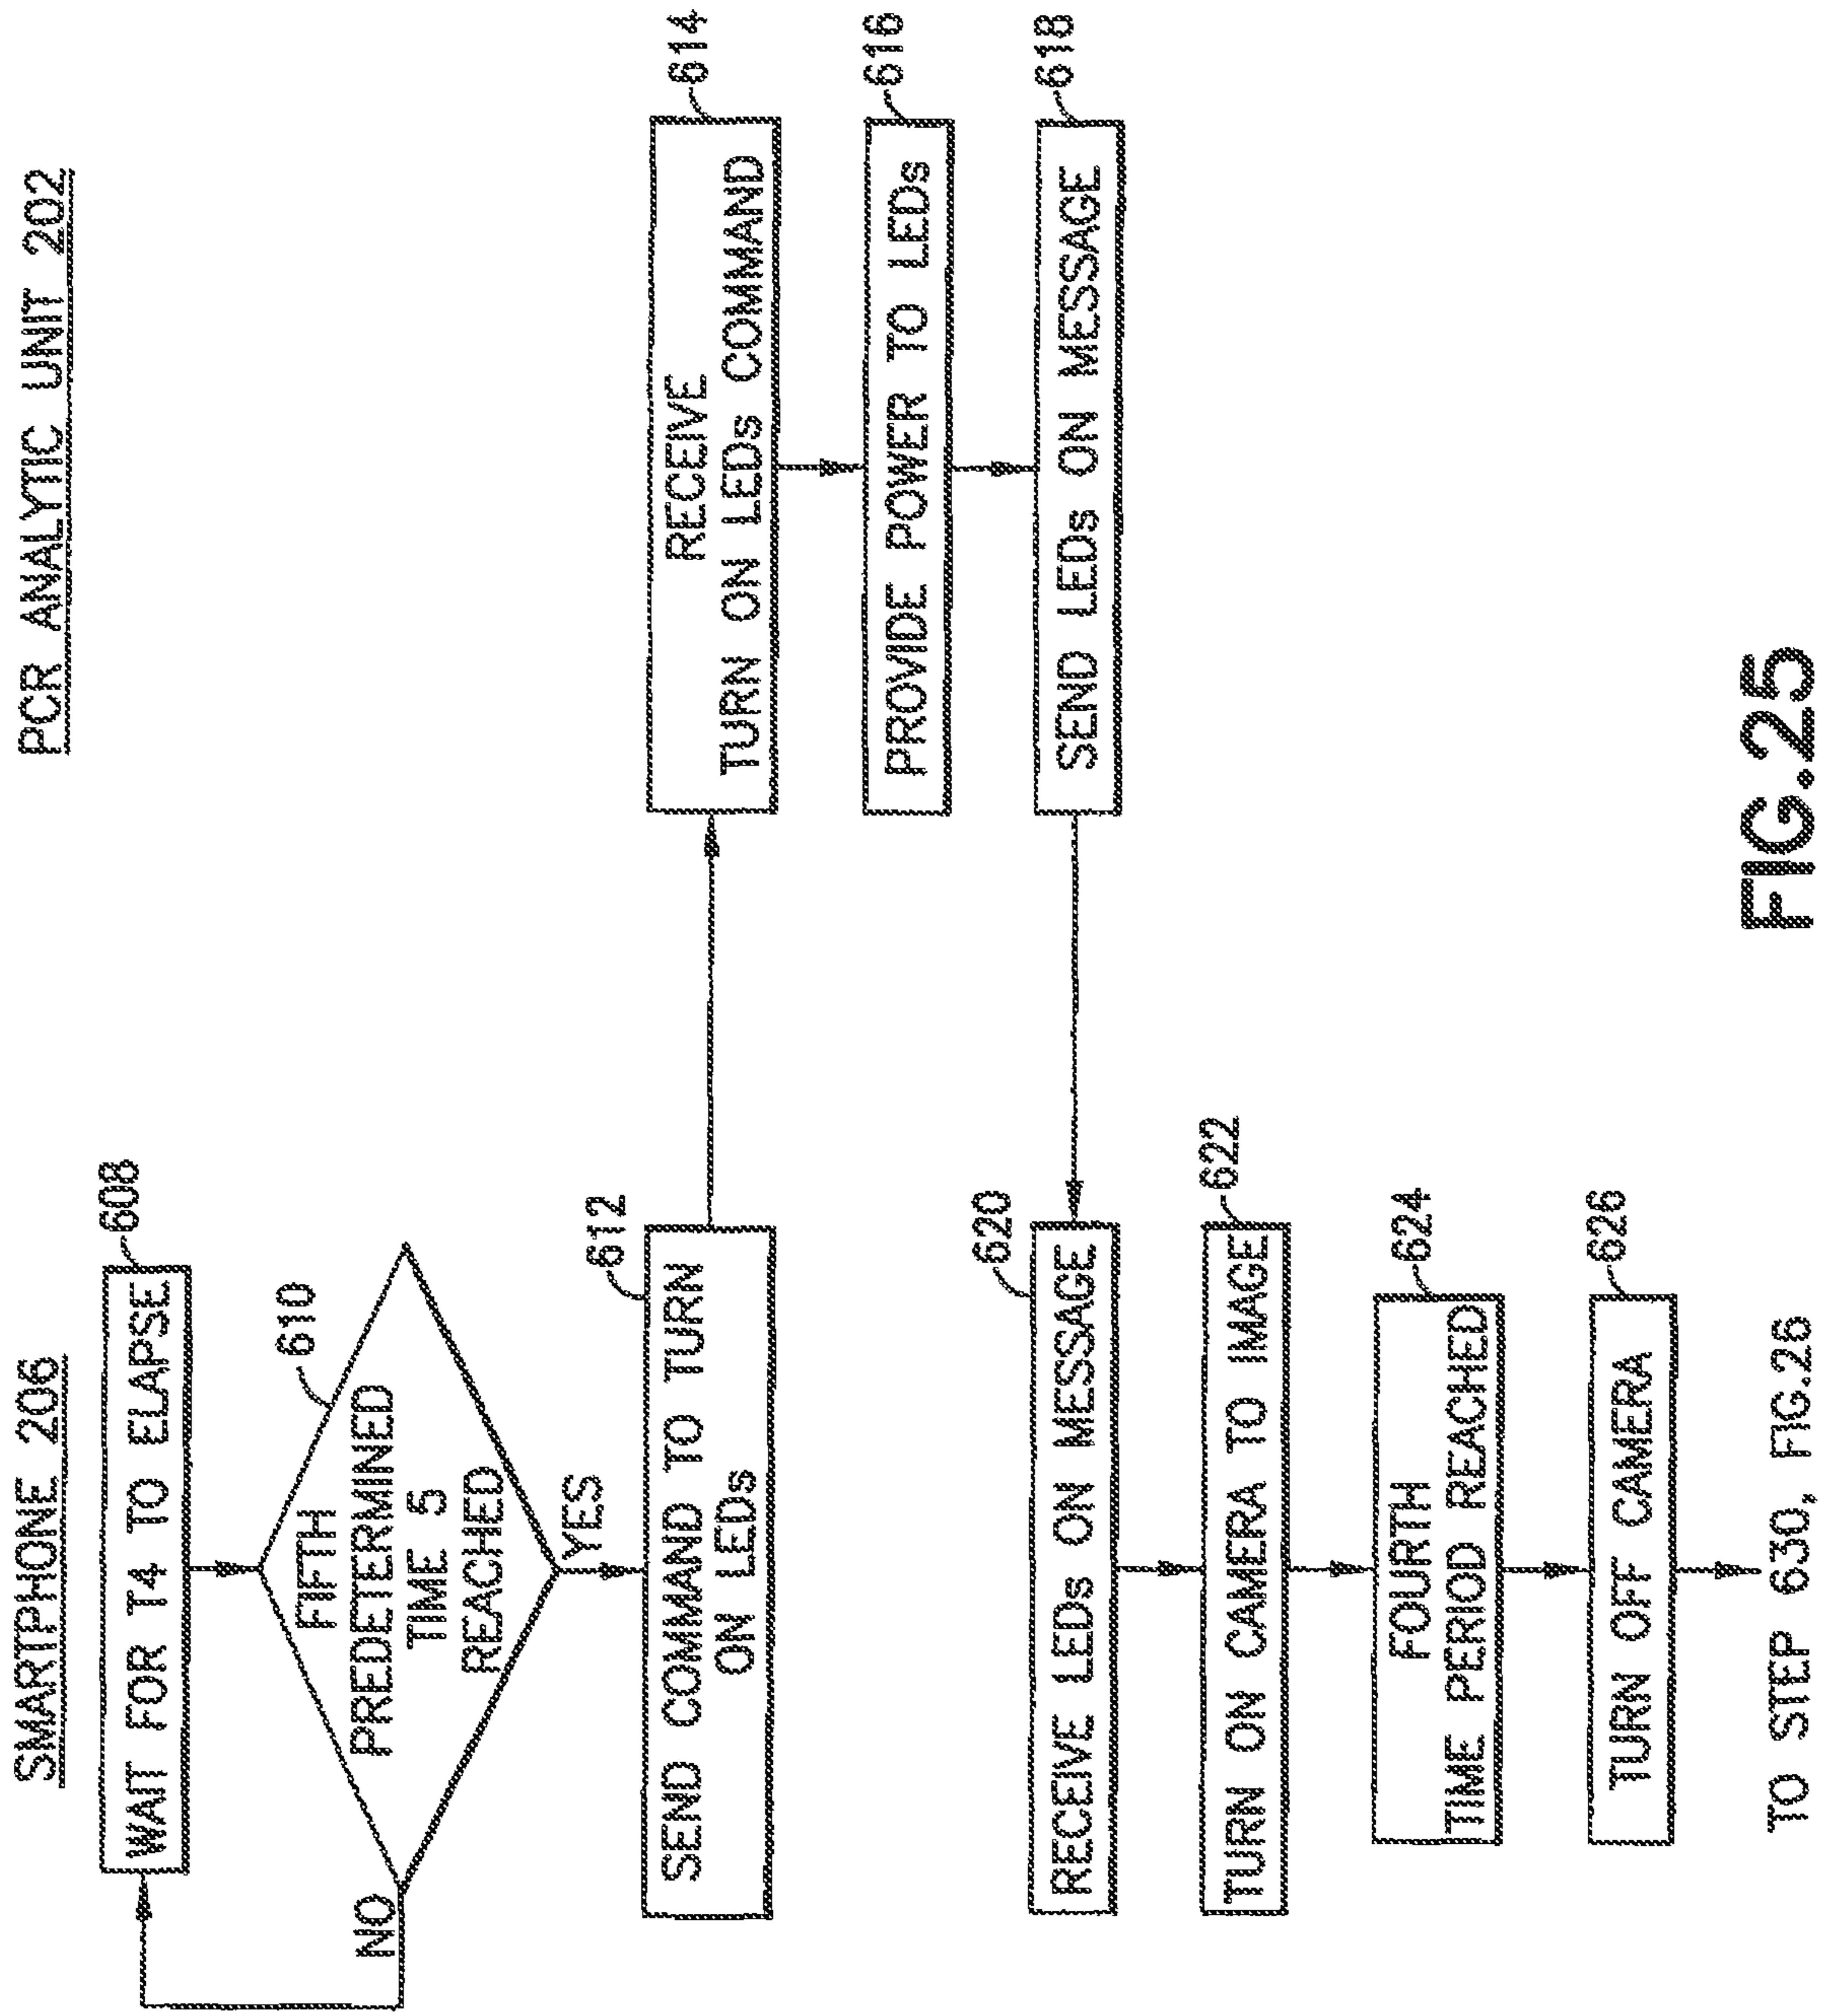 SMARTPHONE 206
PCR ANALYTIC UNIT 202
WAIT FOR T4 TO ELAPSE
608
FIFTH
PREDETERMINED
TIME 5
REACHED
610
NO
YES
SEND COMMAND TO TURN
ON LEDs
612
RECEIVE
TURN ON LEDs COMMAND
614
PROVIDE POWER TO LEDs
616
SEND LEDs ON MESSAGE
618
RECEIVE LEDs ON MESSAGE
620
TURN ON CAMERA TO IMAGE
622
FOURTH
TIME PERIOD REACHED
624
TURN OFF CAMERA
626
TO STEP 630, FIG.26
FIG.25